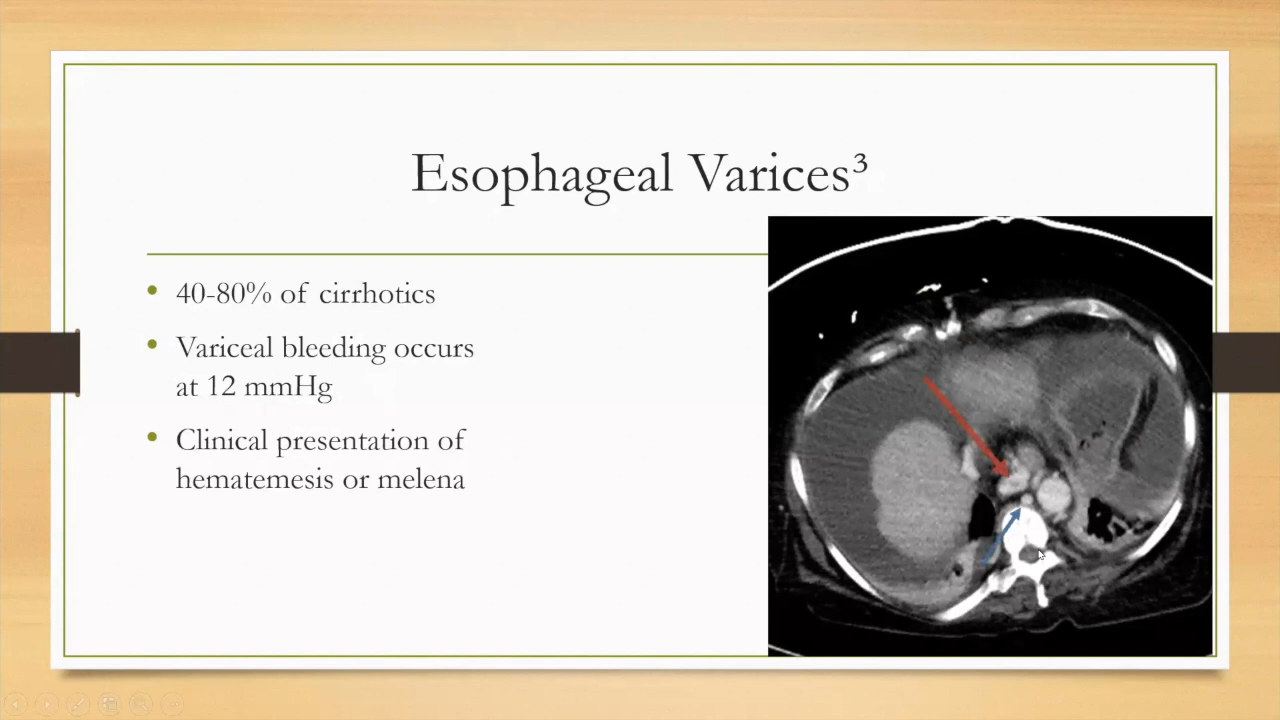 Esophageal Varices³
• 40-80% of cirrhotics
• Variceal bleeding occurs
at 12 mmHg
• Clinical presentation of
hematemesis or melena